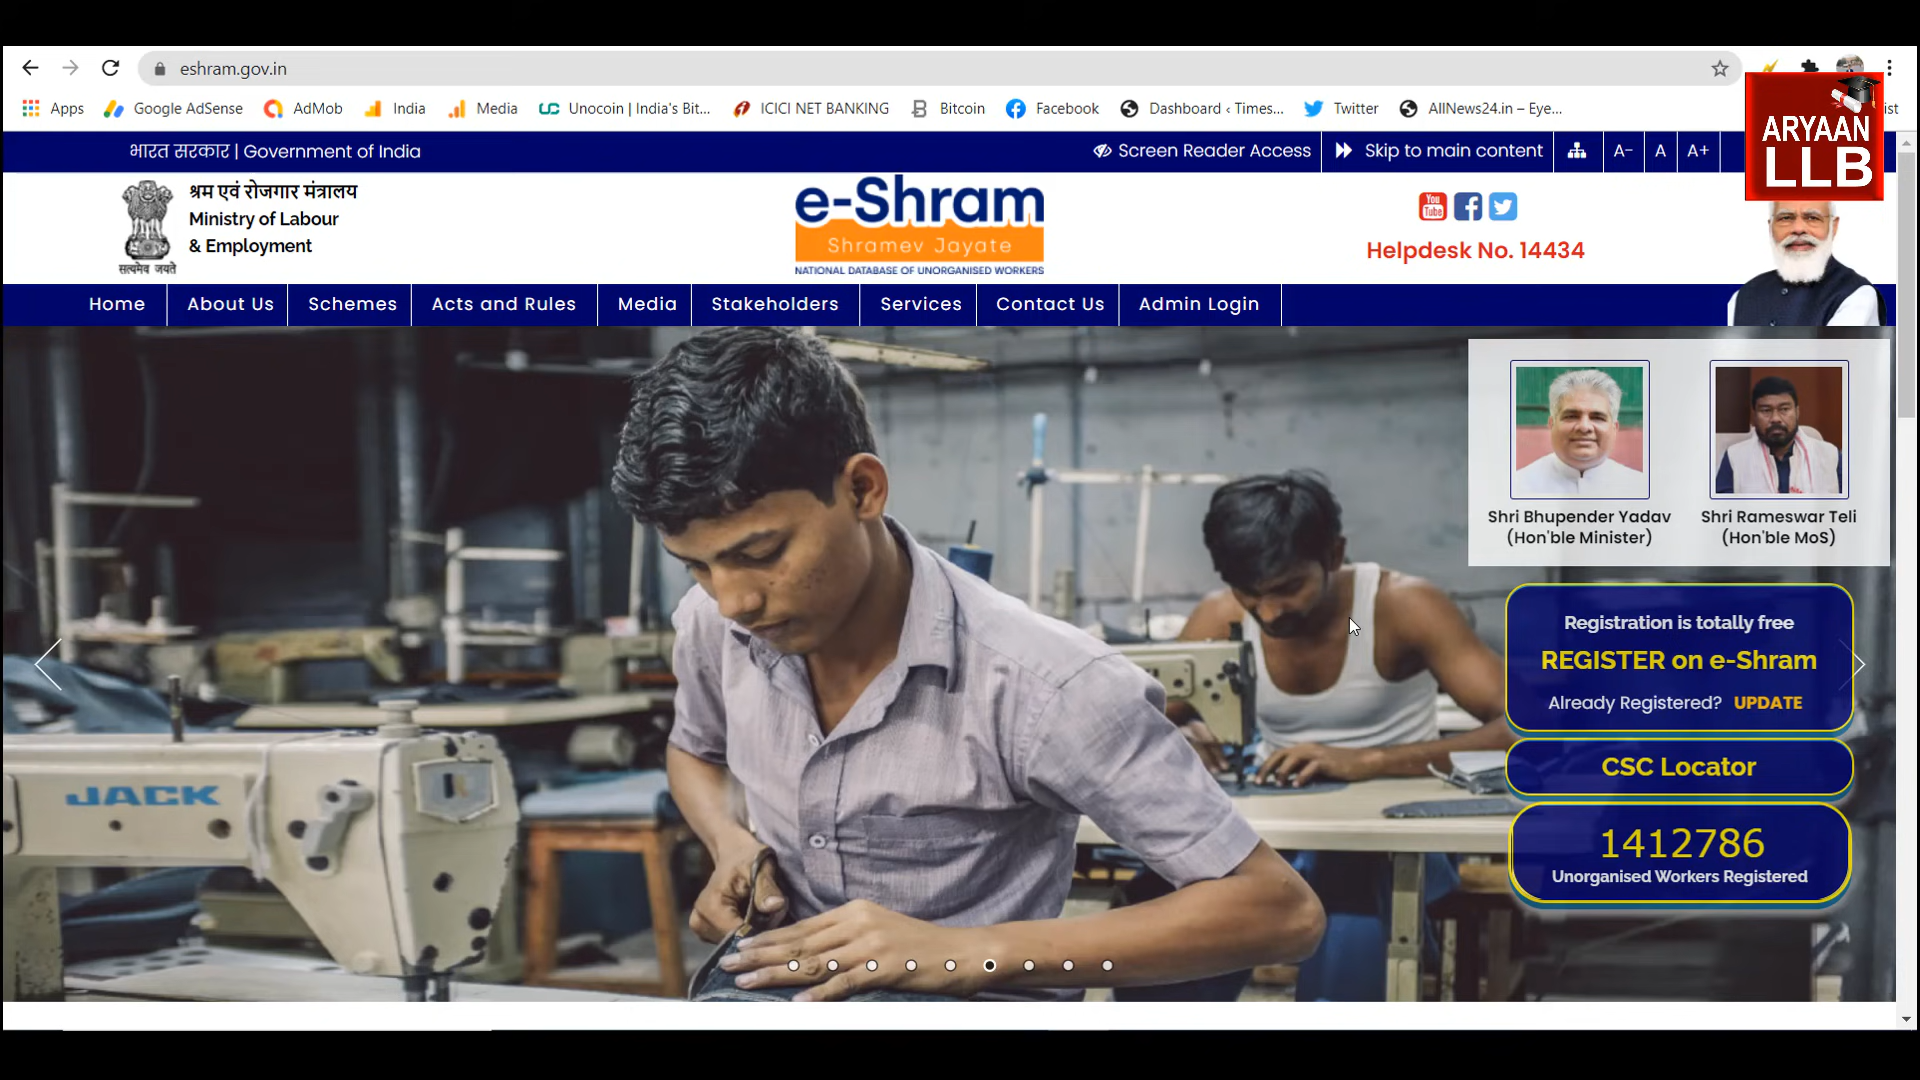 eshram.gov.in
Apps Google AdSense AdMob India Media Unocoin | India's Bit... ICICI NET BANKING Bitcoin Facebook Dashboard ‹ Times... Twitter AllNews24.in – Eye... ist
ARYAAN
LLB
भारत सरकार | Government of India
Screen Reader Access Skip to main content A- A A+
श्रम एवं रोजगार मंत्रालय
Ministry of Labour
& Employment
सत्यमेव जयते
e-Shram
Shramev Jayate
NATIONAL DATABASE OF UNORGANISED WORKERS
You
Tube
Helpdesk No. 14434
Home About Us Schemes Acts and Rules Media Stakeholders Services Contact Us Admin Login
Shri Bhupender Yadav
(Hon'ble Minister)
Shri Rameswar Teli
(Hon'ble MoS)
Registration is totally free
REGISTER on e-Shram
Already Registered? UPDATE
CSC Locator
1412786
Unorganised Workers Registered
JACK